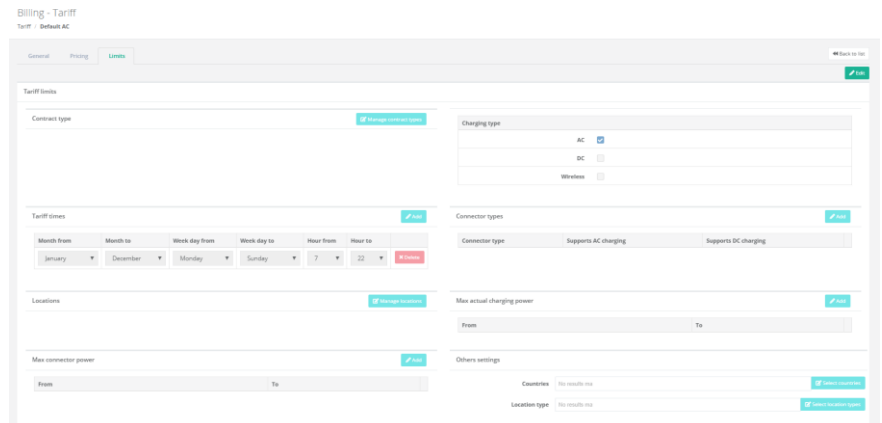 Billing - Tariff
Tariff / Default AC
General Pricing Limits
Back to list
Edit
Tariff limits
Contract type
Manage contract types
Charging type
AC
DC
Wireless
Tariff times
Add
Month from Month to Week day from Week day to Hour from Hour to
January December Monday Sunday 7 22
Connector types
Add
Connector type Supports AC charging Supports DC charging
Locations
Manage locations
Max actual charging power
Add
From To
Max connector power
Add
From To
Others settings
Countries No results Select countries
Location type No results Select location types